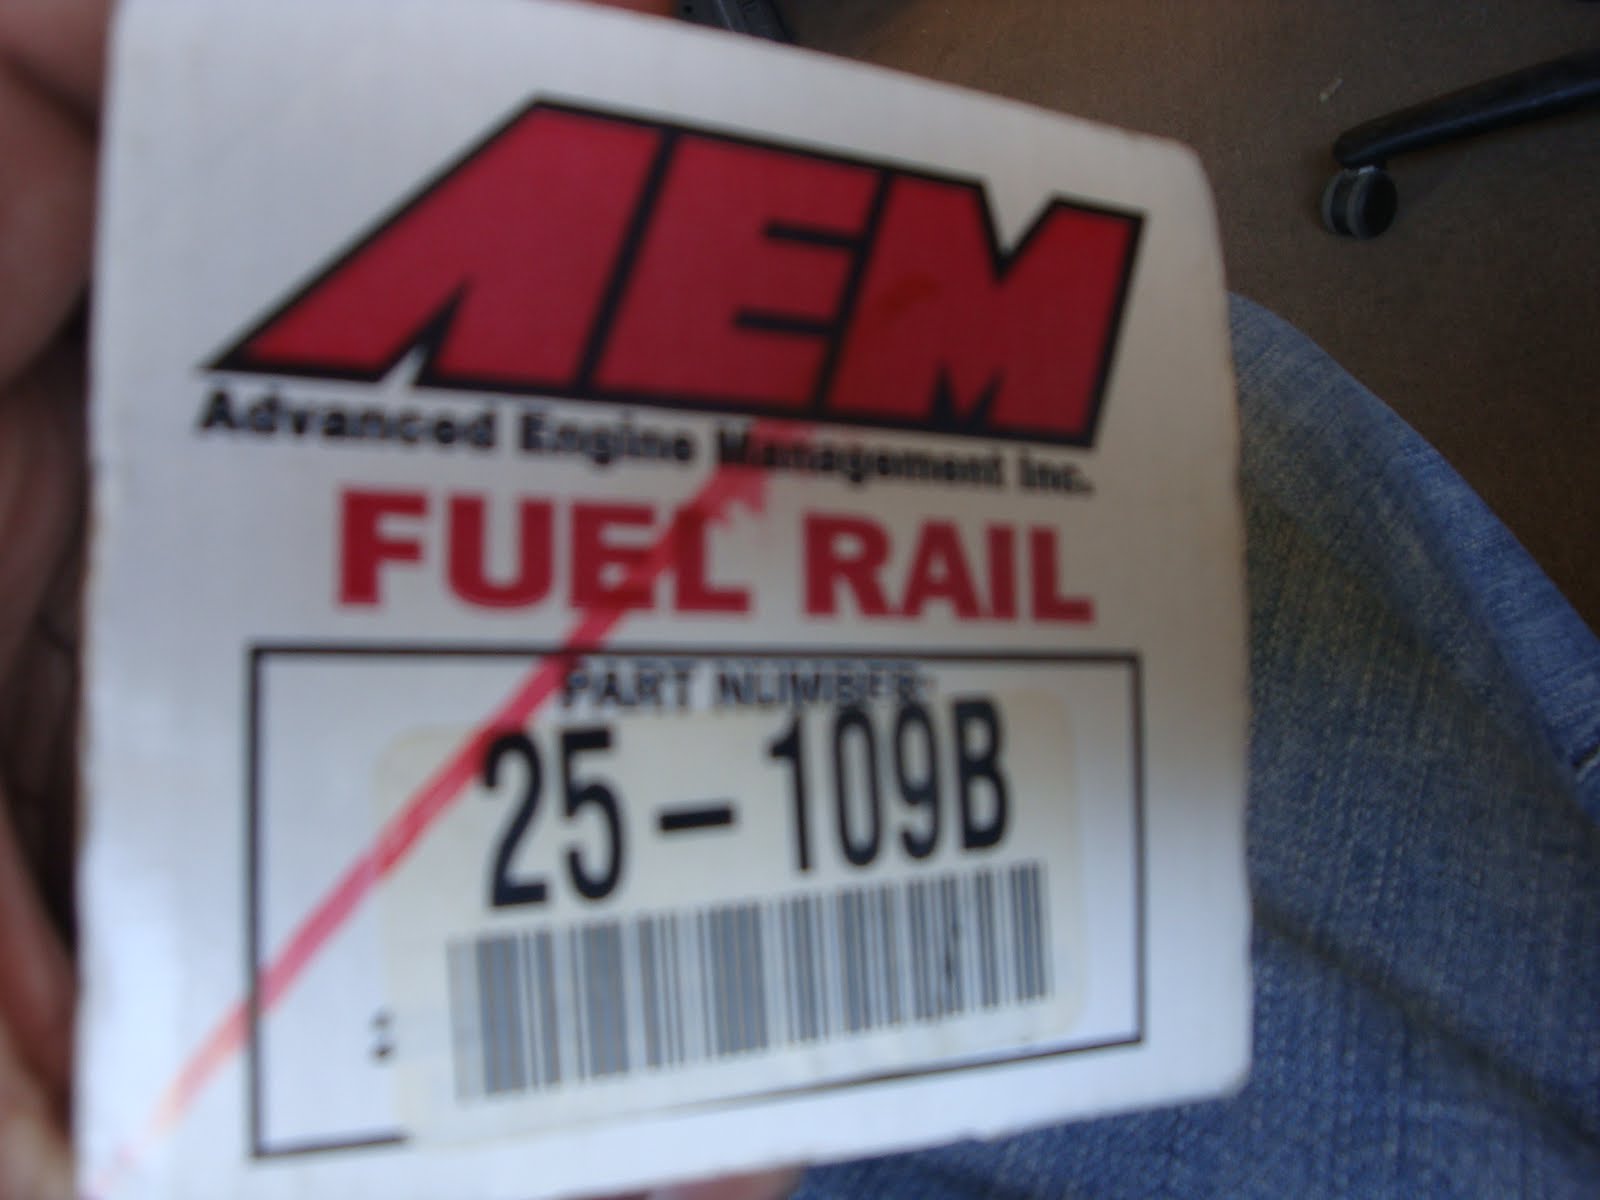 AEM
Advanced Engine Management Inc.
FUEL RAIL
PART NUMBER:
25-109B